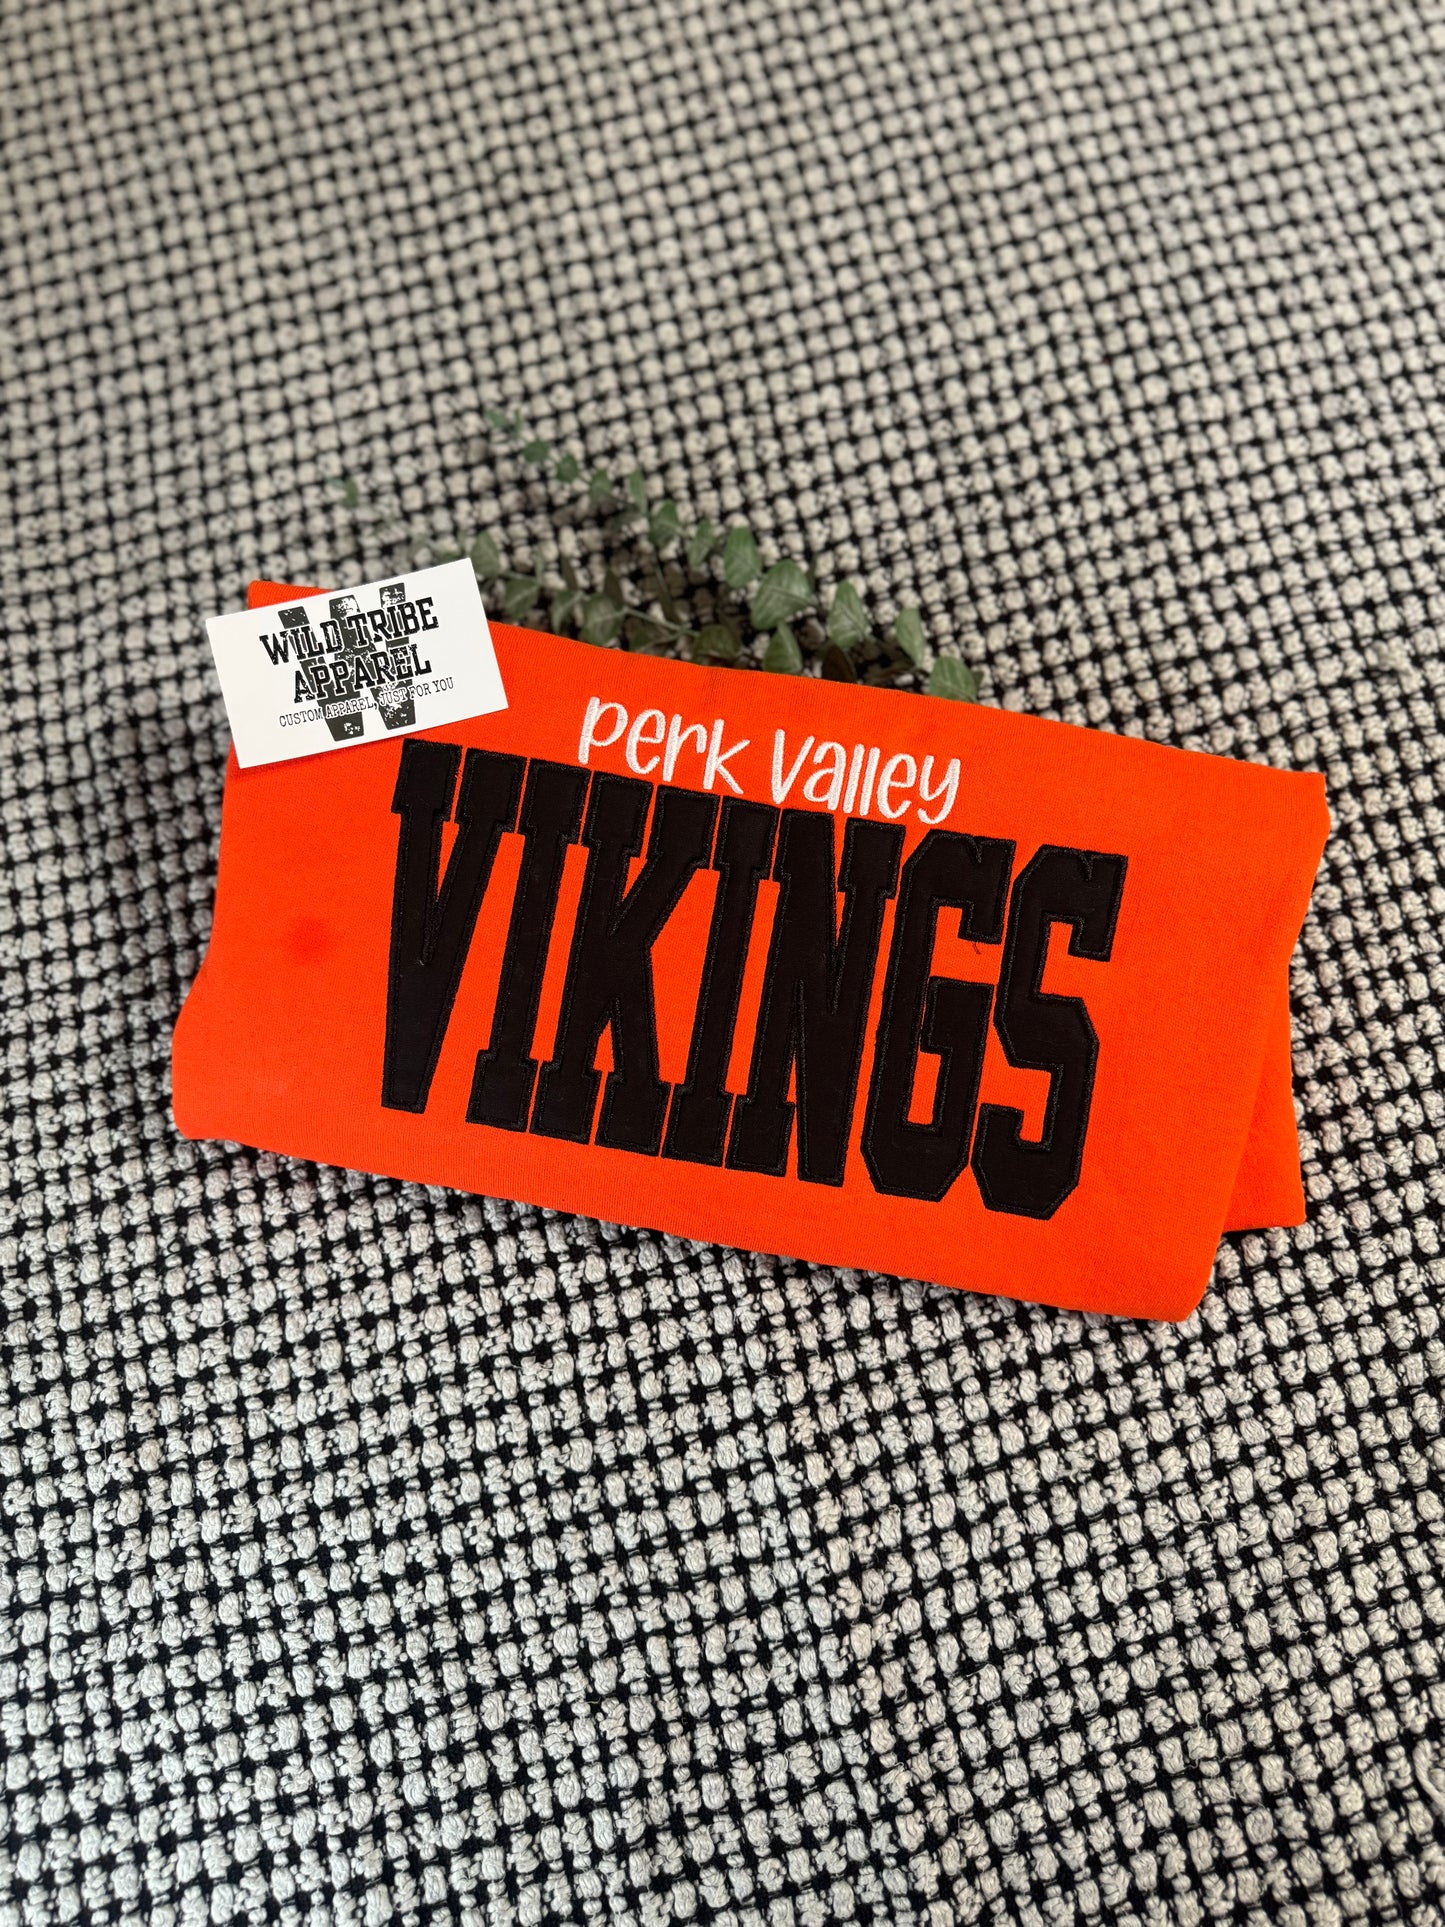 WILD TRIBE
APPAREL
CUSTOM APPAREL, JUST FOR YOU
perk valley
VIKINGS